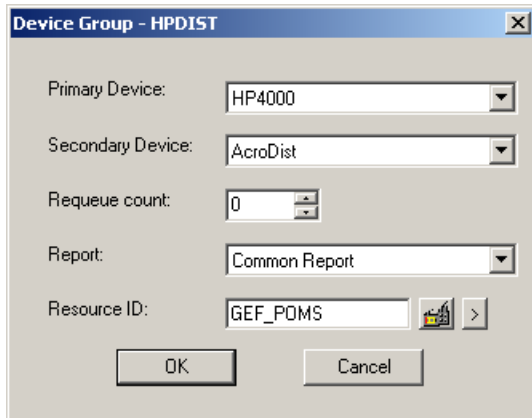 Device Group - HPDIST
Primary Device: HP4000
Secondary Device: AcroDist
Requeue count: 0
Report: Common Report
Resource ID: GEF_POMS >
OK Cancel